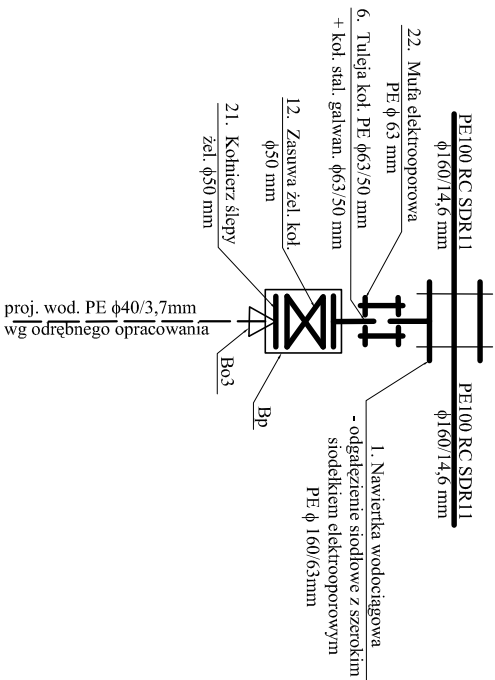 PE100 RC SDR11
ϕ160/14,6 mm
PE100 RC SDR11
ϕ160/14,6 mm
22. Mufa elektrooporowa
PE ϕ 63 mm
6. Tuleja koł. PE ϕ63/50 mm
+ koł. stal. galwan. ϕ63/50 mm
12. Zasuwa żel. koł.
ϕ50 mm
21. Kołnierz ślepy
żel. ϕ50 mm
1. Nawiertka wodociągowa
- odgałęzienie siodłowe z szerokim
siodełkiem elektrooporowym
PE ϕ 160/63mm
Bp
Bo3
proj. wod. PE ϕ40/3,7mm
wg odrębnego opracowania